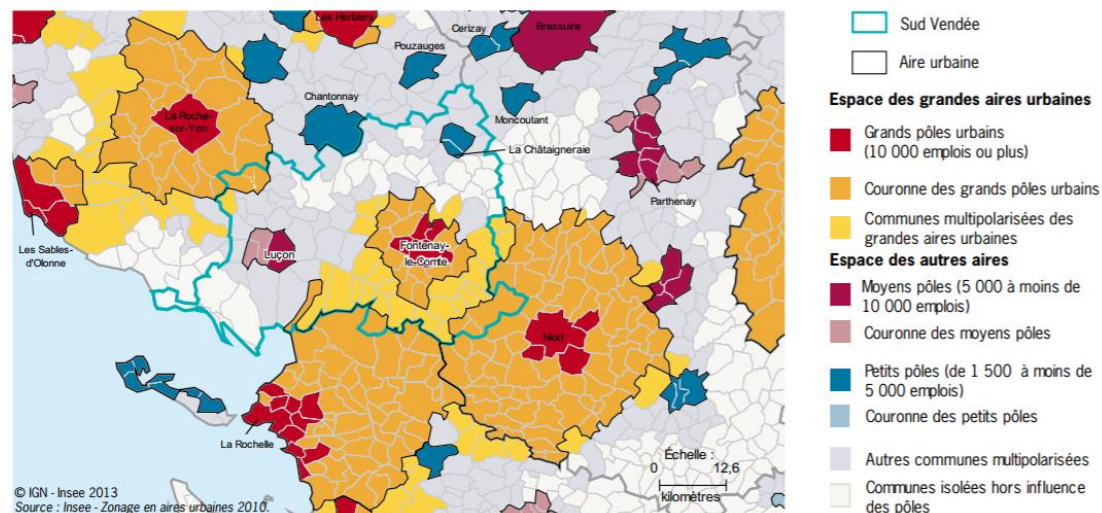 Les Herbiers
Cerizay
Bressuire
Pouzauges
Chantonnay
La Roche-
sur-Yon
Moncoutant
La Châtaigneraie
Parthenay
Les Sables-
d'Olonne
Luçon
Fontenay-
le-Comte
Niort
La Rochelle
Échelle :
0 12,6
kilomètres
© IGN - Insee 2013
Source : Insee - Zonage en aires urbaines 2010.
Sud Vendée
Aire urbaine
Espace des grandes aires urbaines
Grands pôles urbains
(10 000 emplois ou plus)
Couronne des grands pôles urbains
Communes multipolarisées des
grandes aires urbaines
Espace des autres aires
Moyens pôles (5 000 à moins de
10 000 emplois)
Couronne des moyens pôles
Petits pôles (de 1 500 à moins de
5 000 emplois)
Couronne des petits pôles
Autres communes multipolarisées
Communes isolées hors influence
des pôles